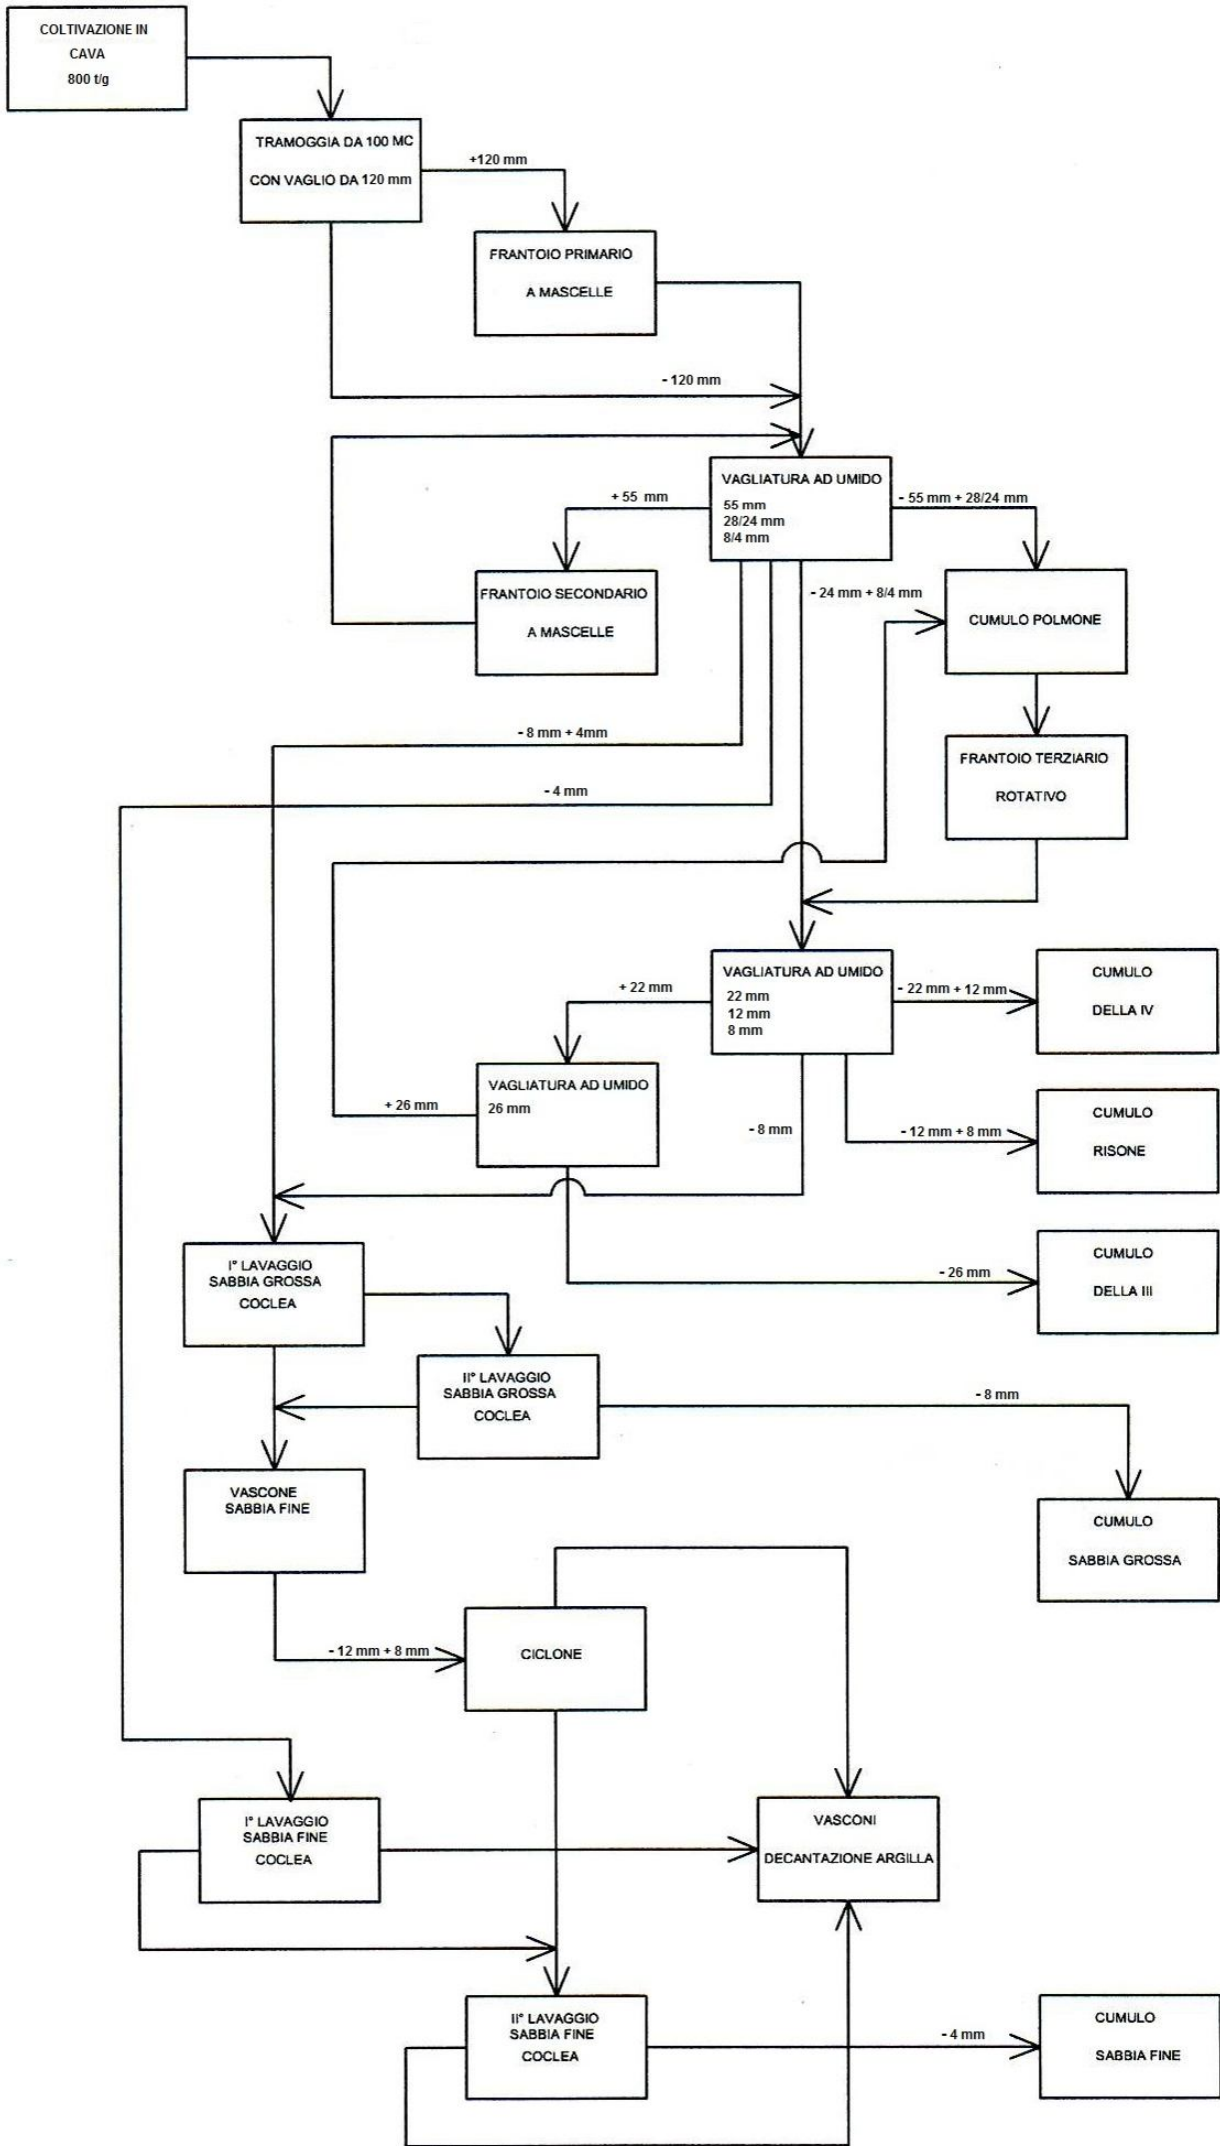 COLTIVAZIONE IN
CAVA
800 t/g
TRAMOGGIA DA 100 MC
CON VAGLIO DA 120 mm
+120 mm
FRANTOIO PRIMARIO
A MASCELLE
- 120 mm
VAGLIATURA AD UMIDO
55 mm
28/24 mm
8/4 mm
+ 55 mm
- 55 mm + 28/24 mm
FRANTOIO SECONDARIO
A MASCELLE
- 24 mm + 8/4 mm
CUMULO POLMONE
- 8 mm + 4mm
- 4 mm
FRANTOIO TERZIARIO
ROTATIVO
VAGLIATURA AD UMIDO
22 mm
12 mm
8 mm
+ 22 mm
- 22 mm + 12 mm
CUMULO
DELLA IV
VAGLIATURA AD UMIDO
26 mm
+ 26 mm
- 8 mm
- 12 mm + 8 mm
CUMULO
RISONE
I° LAVAGGIO
SABBIA GROSSA
COCLEA
- 26 mm
CUMULO
DELLA III
II° LAVAGGIO
SABBIA GROSSA
COCLEA
- 8 mm
VASCONE
SABBIA FINE
CUMULO
SABBIA GROSSA
- 12 mm + 8 mm
CICLONE
I° LAVAGGIO
SABBIA FINE
COCLEA
VASCONI
DECANTAZIONE ARGILLA
II° LAVAGGIO
SABBIA FINE
COCLEA
- 4 mm
CUMULO
SABBIA FINE